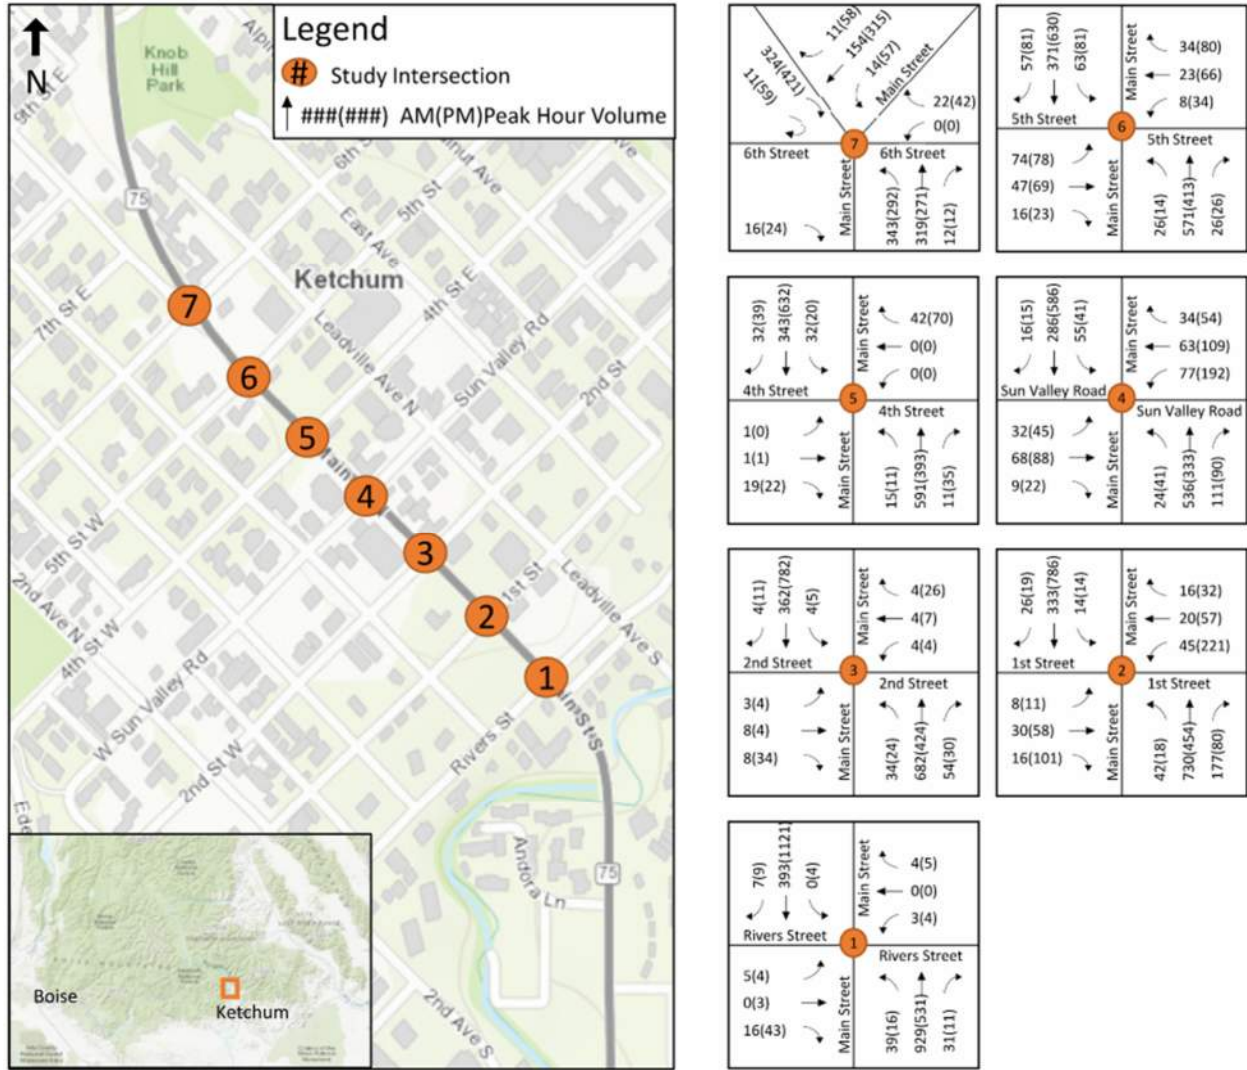 N
Legend
# Study Intersection
###(###) AM(PM)Peak Hour Volume
Knob
Hill
Park
9th St E
75
6th St
Ave
5th St
East Ave
4th St E
Ketchum
7th St E
Leadville Ave N
Sun Valley Rd
2nd St
7
6
5
4
3
2
1
1st St
Leadville Ave S
5th St W
2nd Ave N
4th St W
W Sun Valley Rd
2nd St W
Rivers St
Andora Ln
75
2nd Ave S
Boise
Ketchum
11(58)
154(315)
14(57)
324(421)
11(59)
Main Street
22(42)
0(0)
7
6th Street
6th Street
Main Street
16(24)
343(292)
319(271)
12(12)
57(81)
371(630)
63(81)
Main Street
34(80)
23(66)
8(34)
5th Street
6
5th Street
74(78)
47(69)
16(23)
Main Street
26(14)
571(413)
26(26)
32(39)
343(632)
32(20)
Main Street
42(70)
0(0)
0(0)
4th Street
5
4th Street
1(0)
1(1)
19(22)
Main Street
15(11)
591(393)
11(35)
16(15)
286(586)
55(41)
Main Street
34(54)
63(109)
77(192)
Sun Valley Road
4
Sun Valley Road
32(45)
68(88)
9(22)
Main Street
24(41)
536(333)
111(90)
4(11)
362(782)
4(5)
Main Street
4(26)
4(7)
4(4)
2nd Street
3
2nd Street
3(4)
8(4)
8(34)
Main Street
34(24)
682(424)
54(30)
26(19)
333(786)
14(14)
Main Street
16(32)
20(57)
45(221)
1st Street
2
1st Street
8(11)
30(58)
16(101)
Main Street
42(18)
730(454)
177(80)
7(9)
393(1121)
0(4)
Main Street
4(5)
0(0)
3(4)
Rivers Street
1
Rivers Street
5(4)
0(3)
16(43)
Main Street
39(16)
929(531)
31(11)